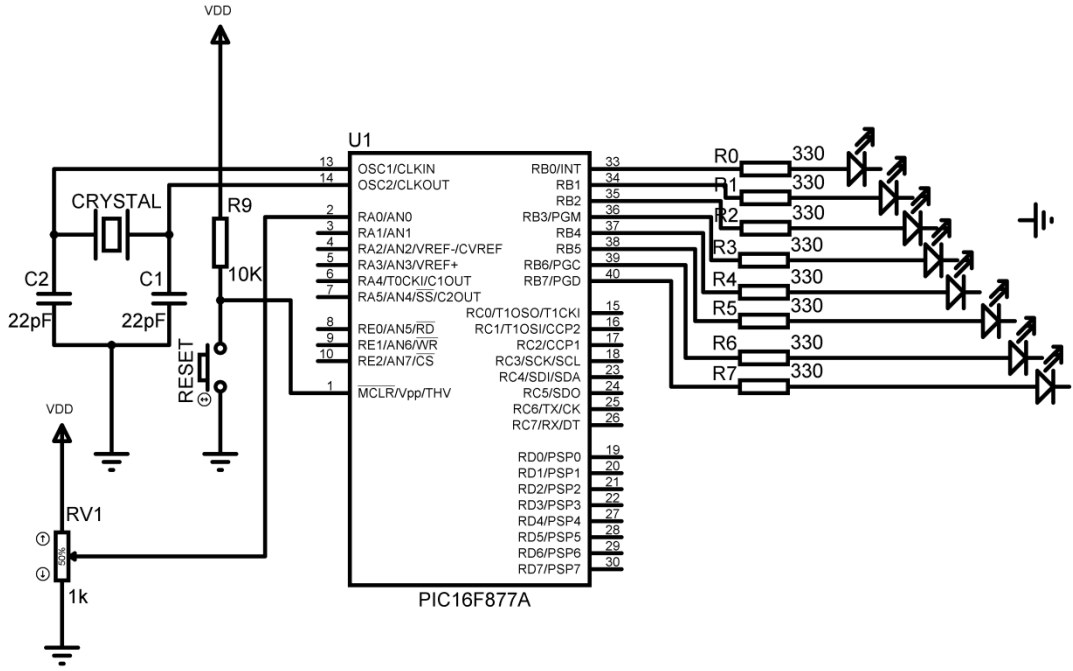 VDD
U1
13
OSC1/CLKIN
14
OSC2/CLKOUT
2
RA0/AN0
3
RA1/AN1
4
RA2/AN2/VREF-/CVREF
5
RA3/AN3/VREF+
6
RA4/T0CKI/C1OUT
7
RA5/AN4/SS/C2OUT
8
RE0/AN5/RD
9
RE1/AN6/WR
10
RE2/AN7/CS
1
MCLR/Vpp/THV
RB0/INT
33
RB1
34
RB2
35
RB3/PGM
36
RB4
37
RB5
38
RB6/PGC
39
RB7/PGD
40
RC0/T1OSO/T1CKI
15
RC1/T1OSI/CCP2
16
RC2/CCP1
17
RC3/SCK/SCL
18
RC4/SDI/SDA
23
RC5/SDO
24
RC6/TX/CK
25
RC7/RX/DT
26
RD0/PSP0
19
RD1/PSP1
20
RD2/PSP2
21
RD3/PSP3
22
RD4/PSP4
27
RD5/PSP5
28
RD6/PSP6
29
RD7/PSP7
30
PIC16F877A
CRYSTAL
R9
10K
C2
22pF
C1
22pF
RESET
VDD
RV1
50%
1k
R0
330
R1
330
R2
330
R3
330
R4
330
R5
330
R6
330
R7
330